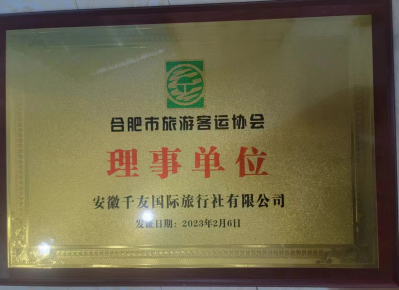 合肥市旅游客运协会
理事单位
安徽千友国际旅行社有限公司
发证日期：2023年2月6日